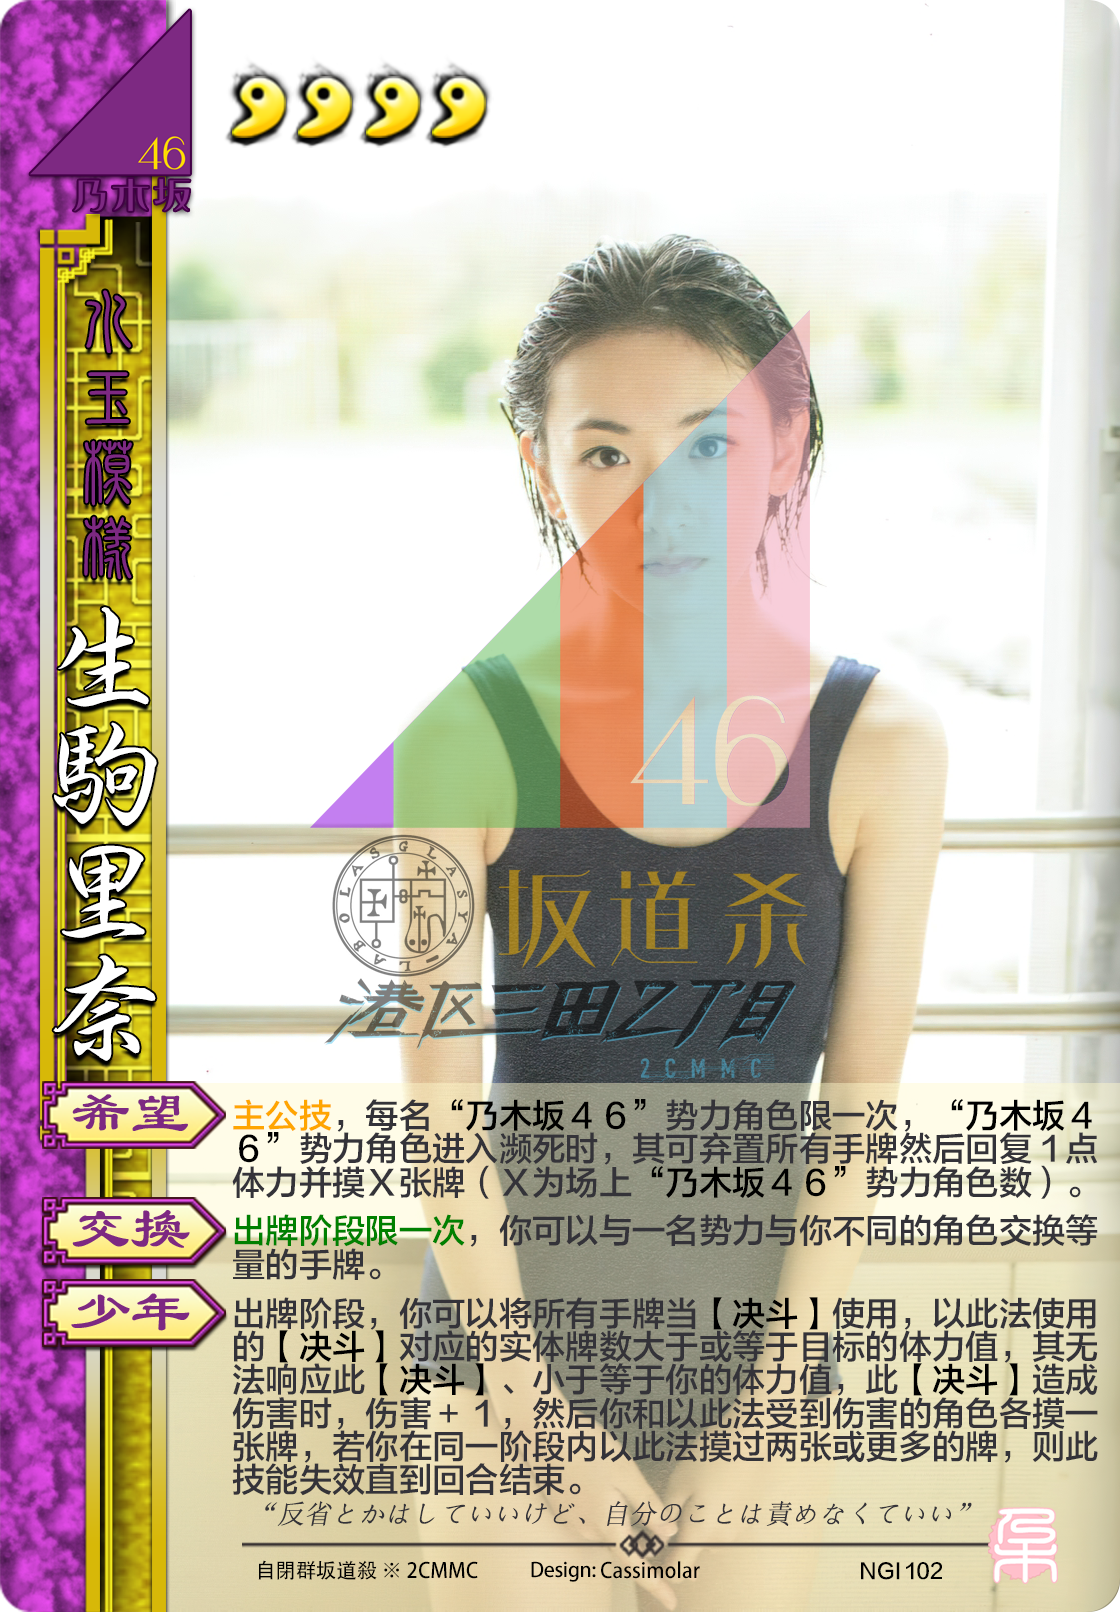 46
乃木坂
水玉模様
生駒里奈
46
GLASYA-LABOLAS
坂道杀
港区三田2丁目
2CMMC
希望
主公技，每名“乃木坂４６”势力角色限一次，“乃木坂４
６”势力角色进入濒死时，其可弃置所有手牌然后回复１点
体力并摸Ｘ张牌（Ｘ为场上“乃木坂４６”势力角色数）。
交換
出牌阶段限一次，你可以与一名势力与你不同的角色交换等
量的手牌。
少年
出牌阶段，你可以将所有手牌当【决斗】使用，以此法使用
的【决斗】对应的实体牌数大于或等于目标的体力值，其无
法响应此【决斗】、小于等于你的体力值，此【决斗】造成
伤害时，伤害＋１，然后你和以此法受到伤害的角色各摸一
张牌，若你在同一阶段内以此法摸过两张或更多的牌，则此
技能失效直到回合结束。
“反省とかはしていいけど、自分のことは責めなくていい”
自閉群坂道殺 ※ 2CMMC
Design: Cassimolar
NGI102